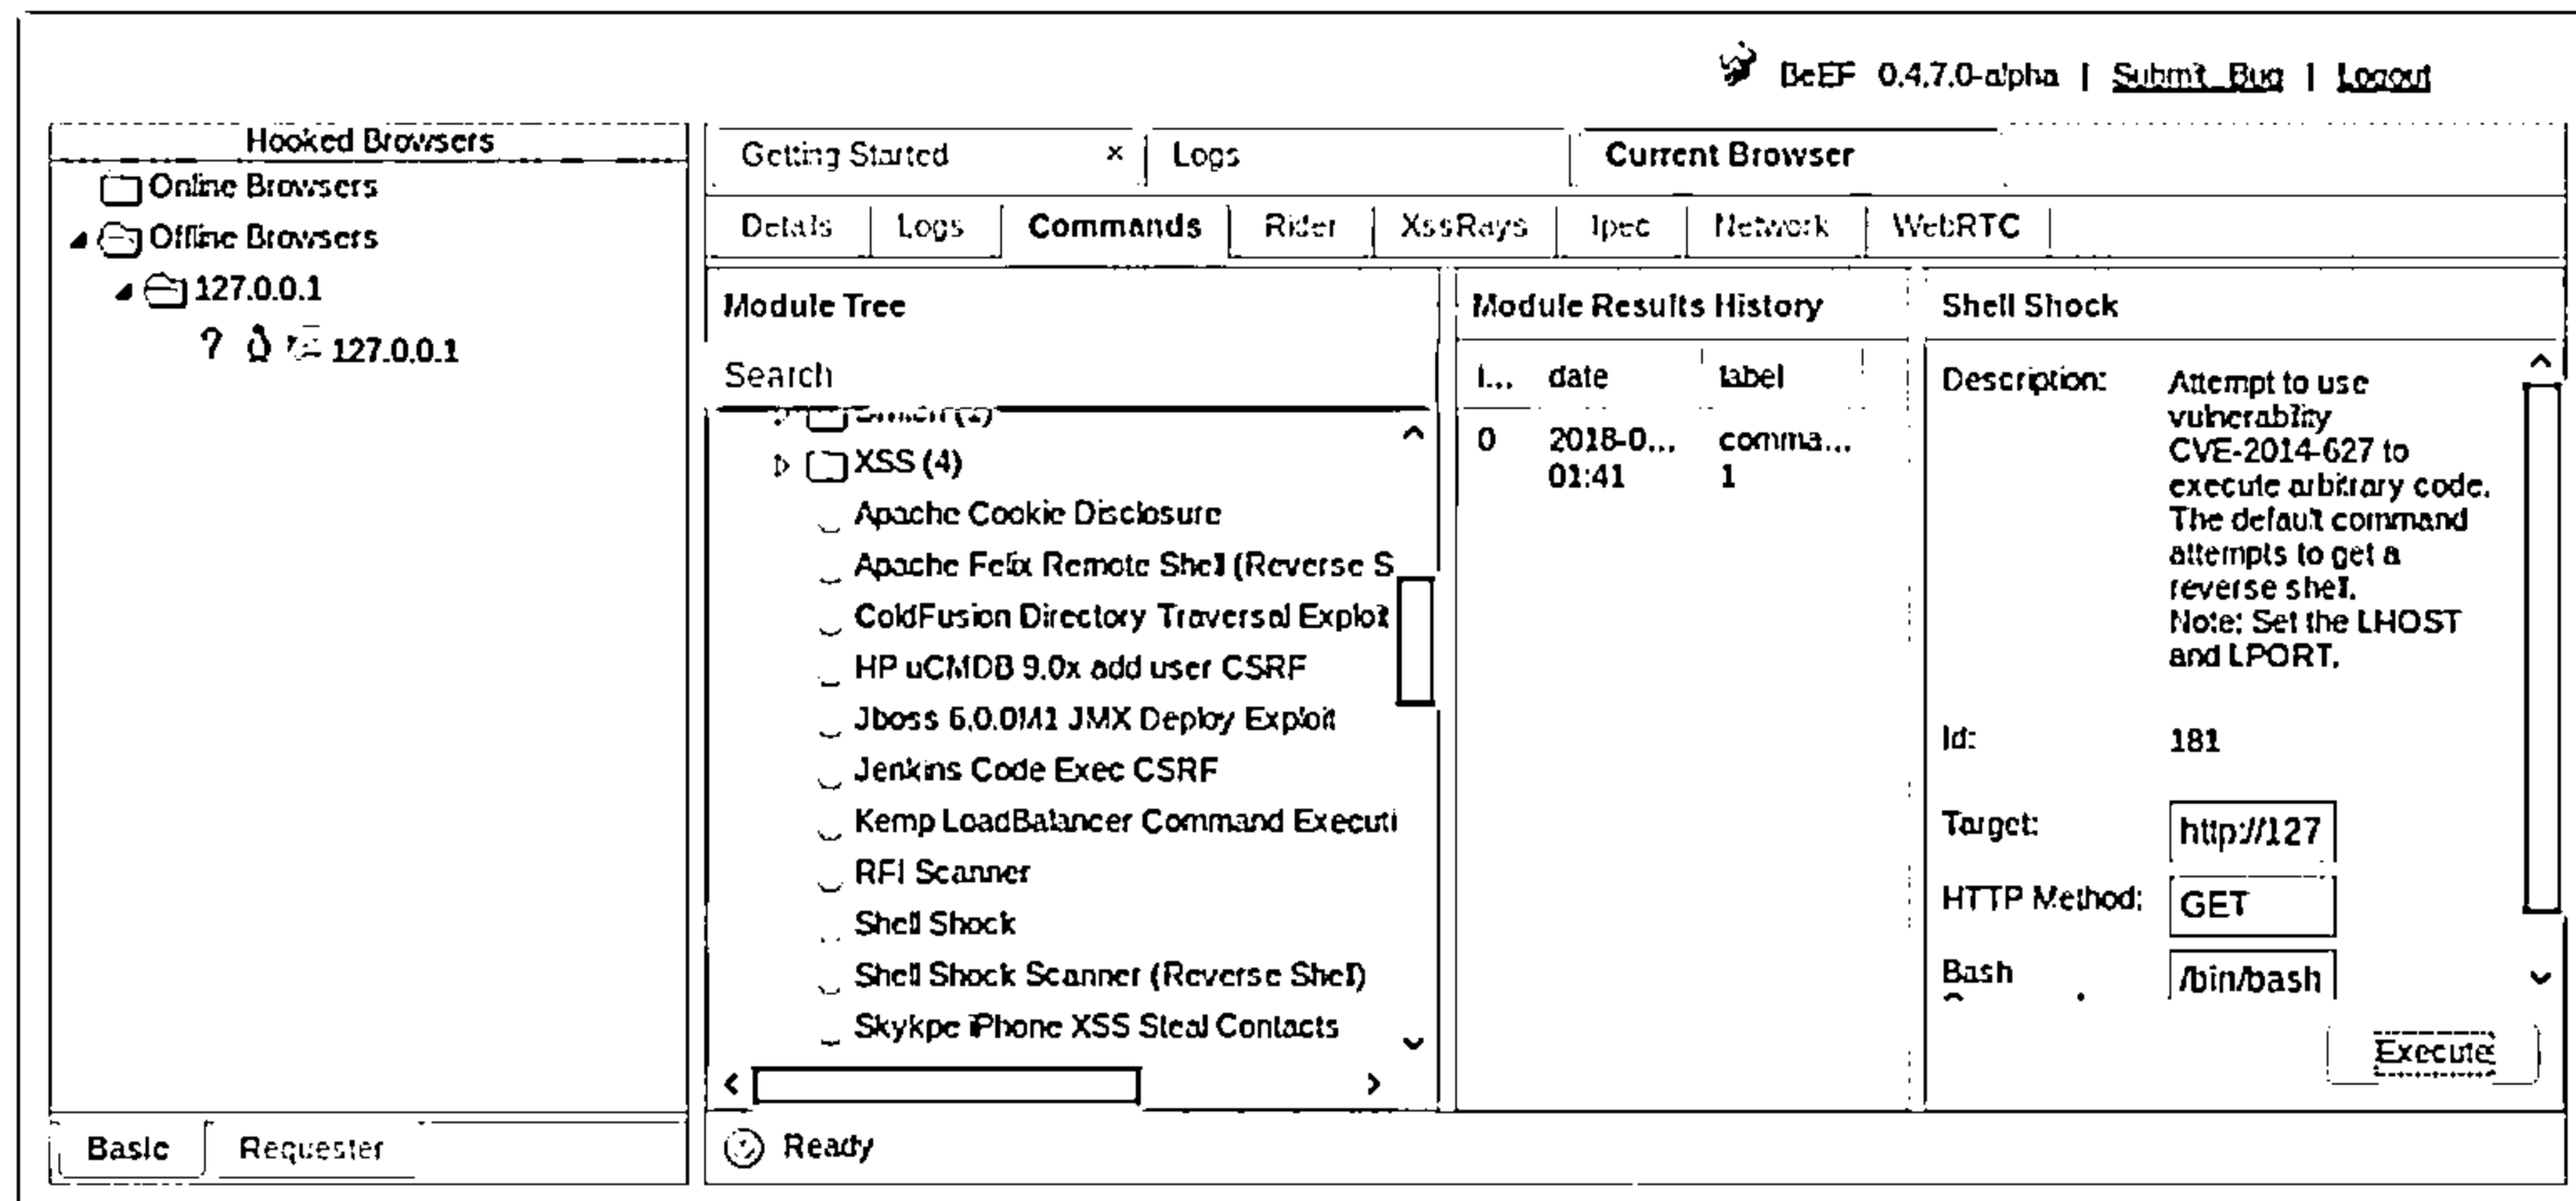 BeEF 0.4.7.0-alpha | Submit Bug | Logout
Hooked Browsers
Online Browsers
Offline Browsers
127.0.0.1
? 127.0.0.1
Basic Requester
Getting Started × Logs Current Browser
Details Logs Commands Rider XssRays Ipec Network WebRTC
Module Tree
Search
XSS (4)
Apache Cookie Disclosure
Apache Felix Remote Shell (Reverse S
ColdFusion Directory Traversal Exploit
HP uCMDB 9.0x add user CSRF
Jboss 6.0.0M1 JMX Deploy Exploit
Jenkins Code Exec CSRF
Kemp LoadBalancer Command Executi
RFI Scanner
Shell Shock
Shell Shock Scanner (Reverse Shell)
Skykpe iPhone XSS Steal Contacts
Module Results History
I... date label
0 2018-0... comma...
01:41 1
Shell Shock
Description: Attempt to use
vulnerablity
CVE-2014-627 to
execute arbitrary code.
The default command
attempts to get a
reverse shell.
Note: Set the LHOST
and LPORT.
Id: 181
Target: http://127
HTTP Method: GET
Bash /bin/bash
Execute
Ready